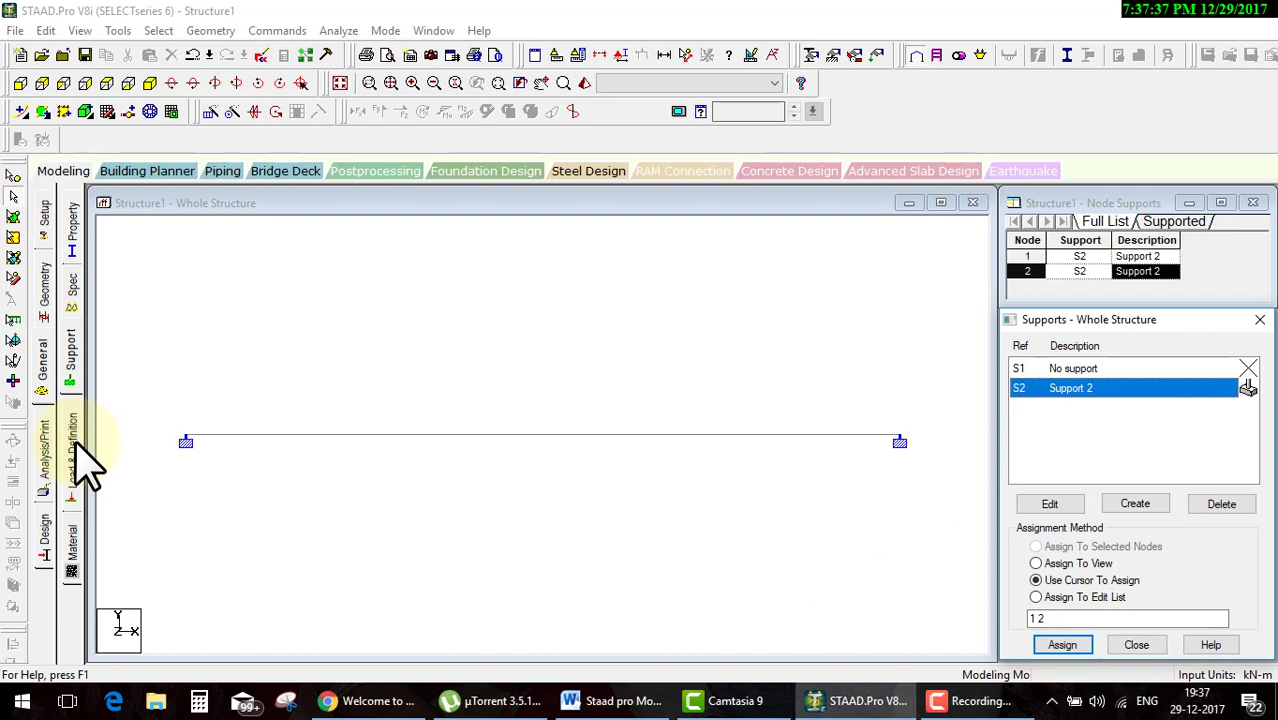 STAAD.Pro V8i (SELECTseries 6) - Structure1
7:37:37 PM 12/29/2017
File Edit View Tools Select Geometry Commands Analyze Mode Window Help
Modeling Building Planner Piping Bridge Deck Postprocessing Foundation Design Steel Design RAM Connection Concrete Design Advanced Slab Design Earthquake
Setup
Geometry
General
Analysis/Print
Design
Property
Spec
Support
Load & Definition
Material
Structure1 - Whole Structure
Y
Z X
Structure1 - Node Supports
Full List Supported
Node Support Description
1 S2 Support 2
2 S2 Support 2
Supports - Whole Structure
Ref Description
S1 No support
S2 Support 2
Edit Create Delete
Assignment Method
Assign To Selected Nodes
Assign To View
Use Cursor To Assign
Assign To Edit List
1 2
Assign Close Help
For Help, press F1
Modeling Mo
Input Units: kN-m
99+
Welcome to ...
µTorrent 3.5.1...
Staad pro Mo...
Camtasia 9
STAAD.Pro V8...
Recording...
ENG
19:37
29-12-2017
22